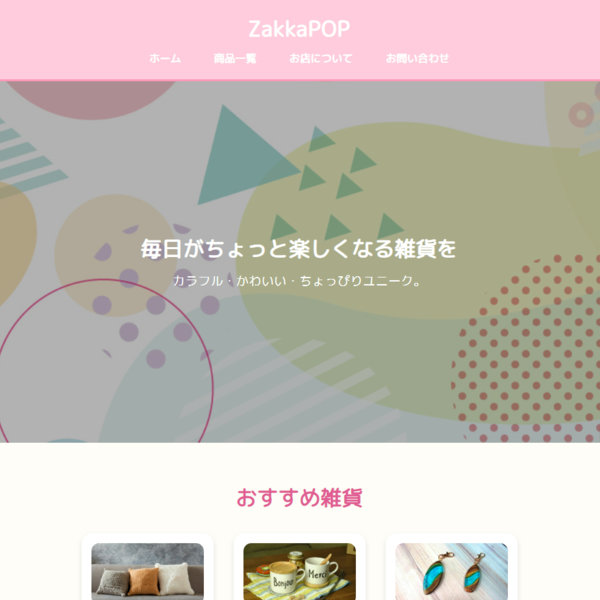 ZakkaPOP
ホーム 商品一覧 お店について お問い合わせ
毎日がちょっと楽しくなる雑貨を
カラフル・かわいい・ちょっぴりユニーク。
おすすめ雑貨
Bonjour Merci